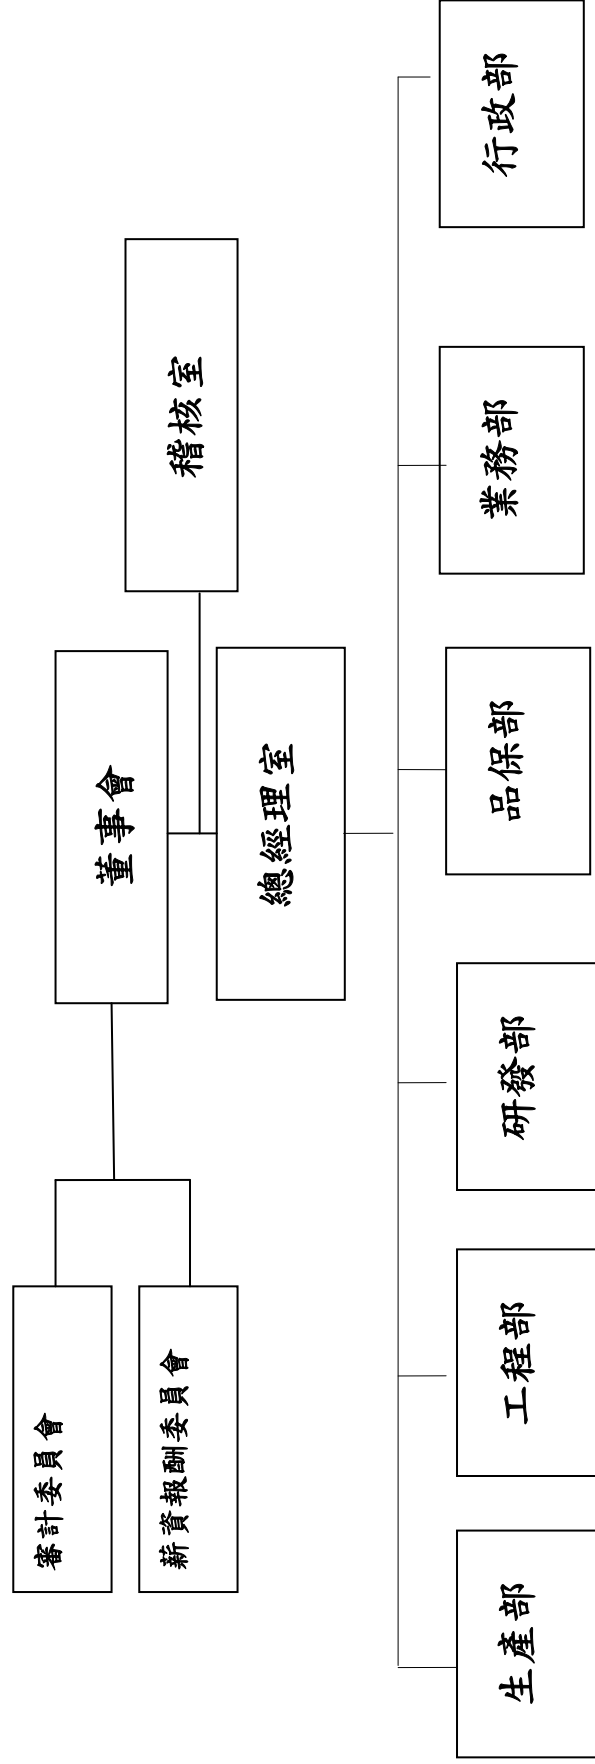 審計委員會
薪資報酬委員會
董事會
稽核室
總經理室
生產部
工程部
研發部
品保部
業務部
行政部